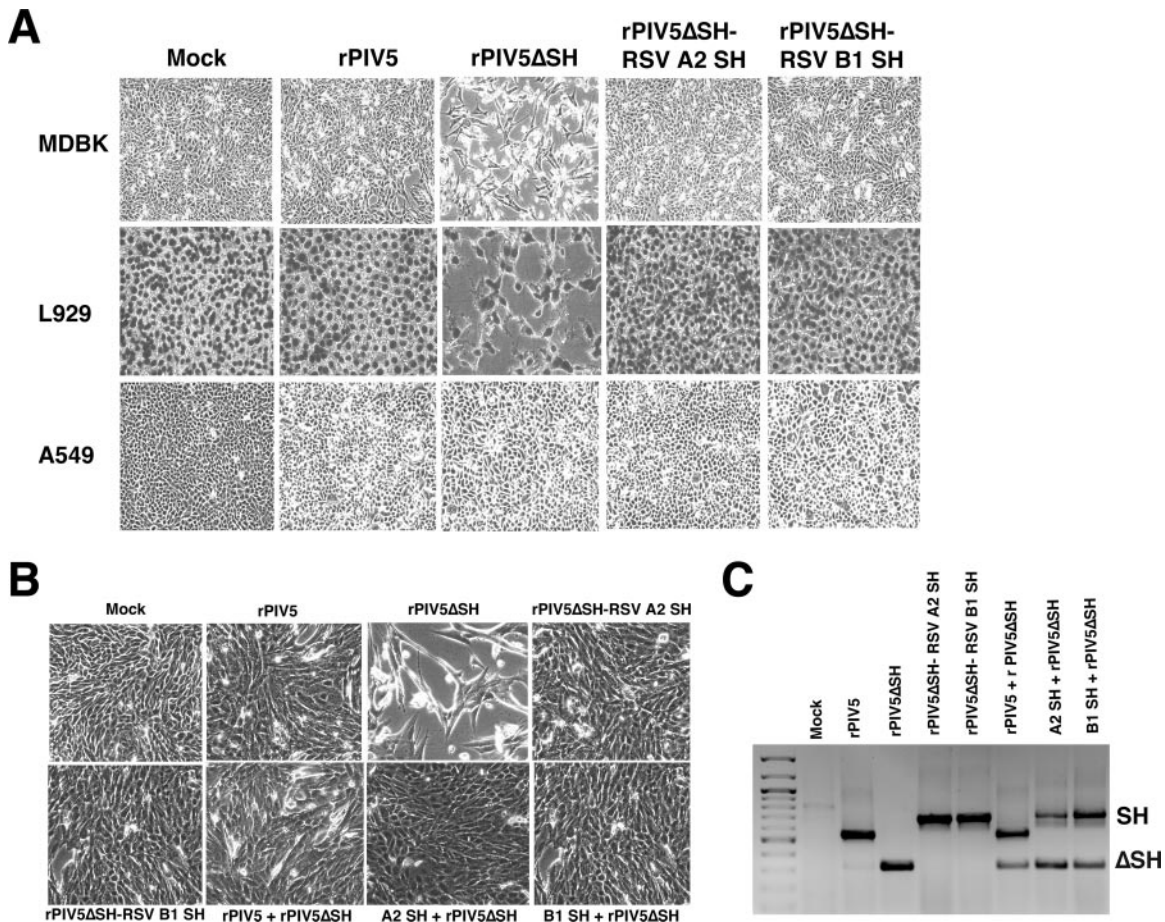 A
Mock
rPIV5
rPIV5ΔSH
rPIV5ΔSH-
RSV A2 SH
rPIV5ΔSH-
RSV B1 SH
MDBK
L929
A549
B
Mock
rPIV5
rPIV5ΔSH
rPIV5ΔSH-RSV A2 SH
rPIV5ΔSH-RSV B1 SH
rPIV5 + rPIV5ΔSH
A2 SH + rPIV5ΔSH
B1 SH + rPIV5ΔSH
C
Mock
rPIV5
rPIV5ΔSH
rPIV5ΔSH- RSV A2 SH
rPIV5ΔSH- RSV B1 SH
rPIV5 + r PIV5ΔSH
A2 SH + rPIV5ΔSH
B1 SH + rPIV5ΔSH
SH
ΔSH